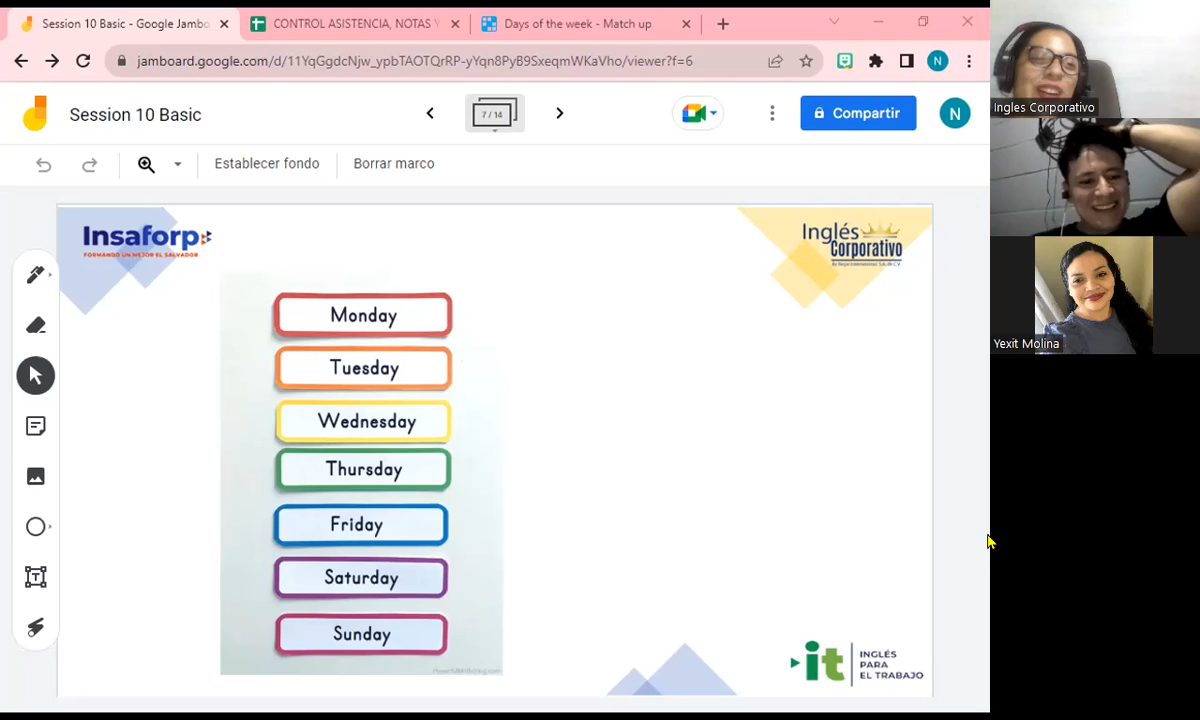 Session 10 Basic - Google Jambo
CONTROL ASISTENCIA, NOTAS Y
Days of the week - Match up
jamboard.google.com/d/11YqGgdcNjw_ypbTAOTQrRP-yYqn8PyB9SxeqmWKaVho/viewer?f=6
N
Session 10 Basic
7 / 14
Compartir
N
Establecer fondo
Borrar marco
Insaforp
FORMANDO UN MEJOR EL SALVADOR
Inglés
Corporativo
Monday
Tuesday
Wednesday
Thursday
Friday
Saturday
Sunday
it
INGLÉS
PARA
EL TRABAJO
Ingles Corporativo
Yexit Molina